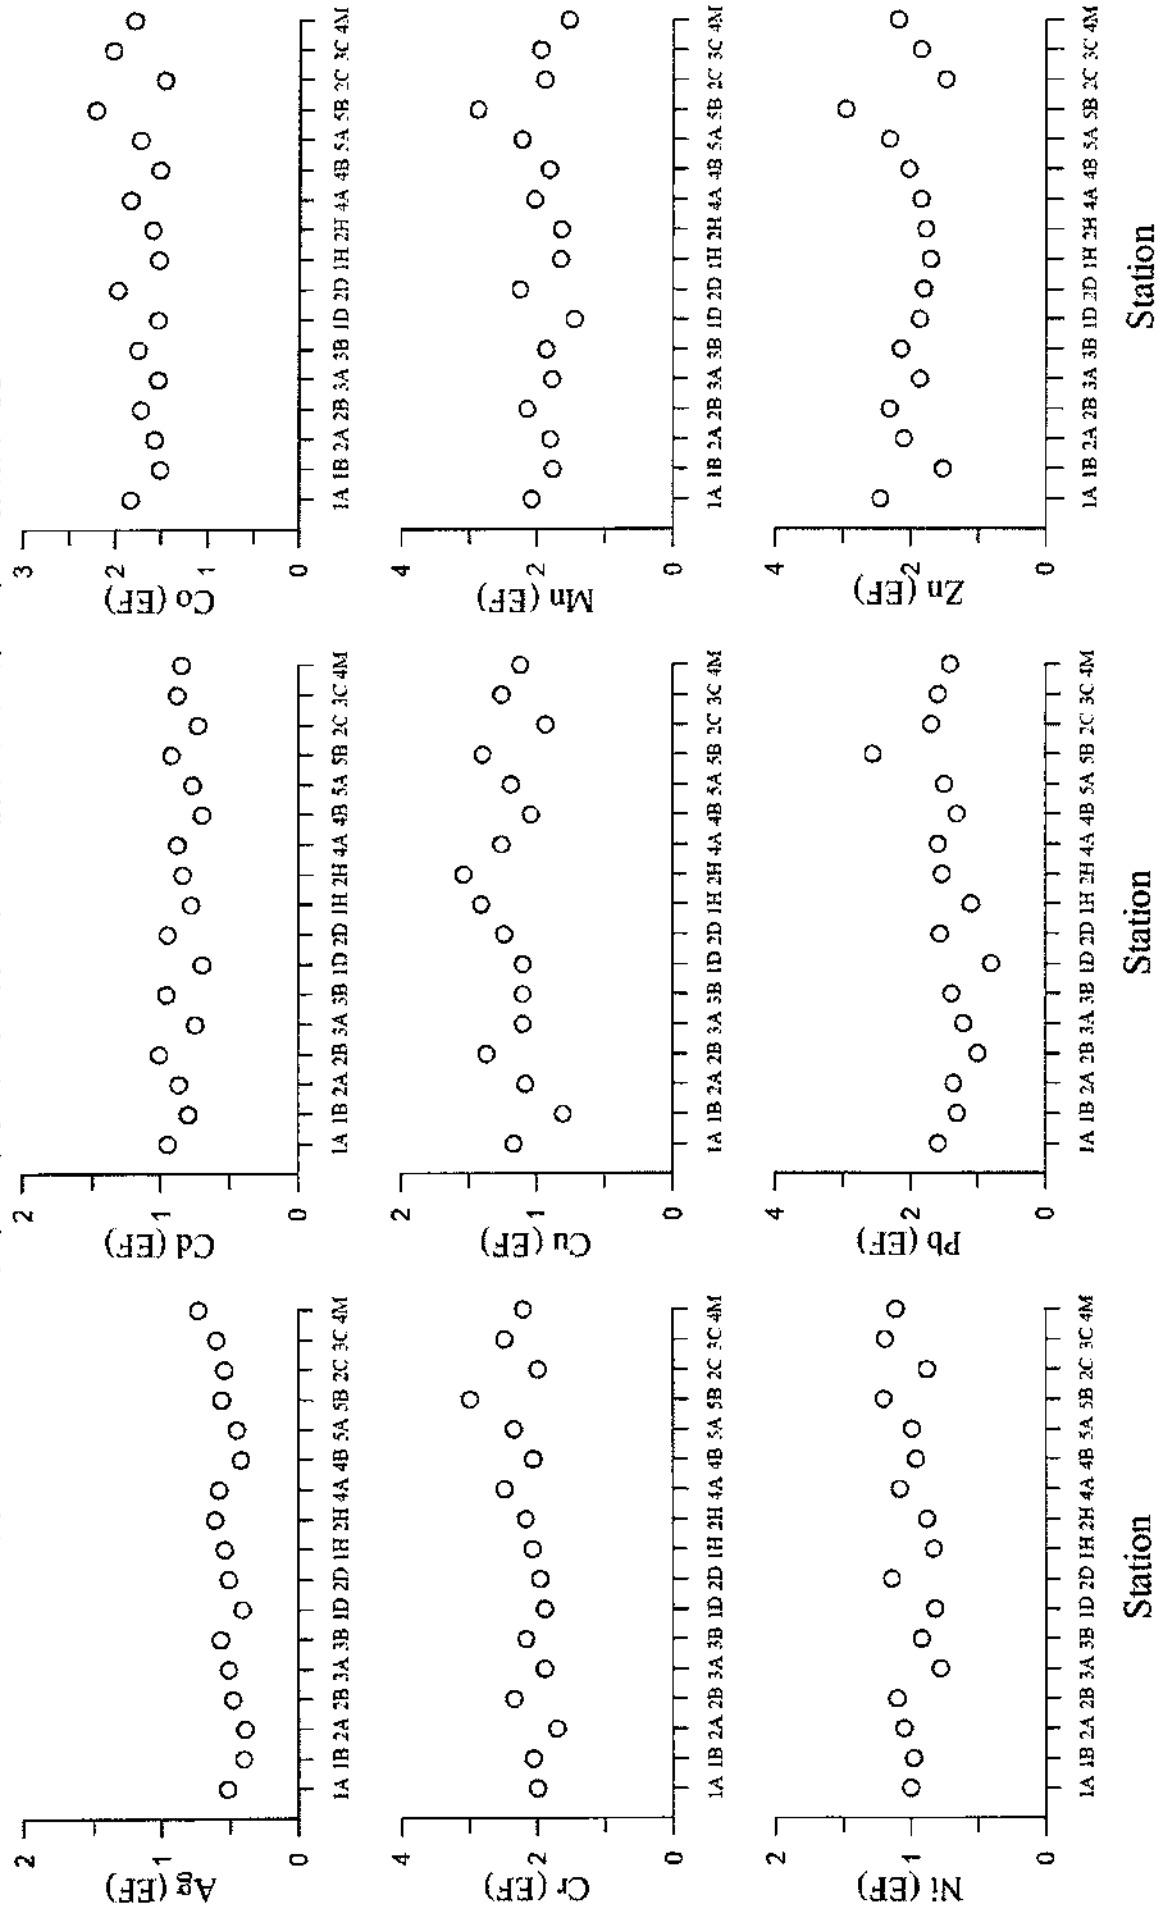 2
1
0
Ag (EF)
1A 1B 2A 2B 3A 3B 1D 2D 1H 2H 4A 4B 5A 5B 2C 3C 4M
2
1
0
Cd (EF)
1A 1B 2A 2B 3A 3B 1D 2D 1H 2H 4A 4B 5A 5B 2C 3C 4M
3
2
1
0
Co (EF)
1A 1B 2A 2B 3A 3B 1D 2D 1H 2H 4A 4B 5A 5B 2C 3C 4M
4
2
0
Cr (EF)
1A 1B 2A 2B 3A 3B 1D 2D 1H 2H 4A 4B 5A 5B 2C 3C 4M
2
1
0
Cu (EF)
1A 1B 2A 2B 3A 3B 1D 2D 1H 2H 4A 4B 5A 5B 2C 3C 4M
4
2
0
Mn (EF)
1A 1B 2A 2B 3A 3B 1D 2D 1H 2H 4A 4B 5A 5B 2C 3C 4M
2
1
0
Ni (EF)
1A 1B 2A 2B 3A 3B 1D 2D 1H 2H 4A 4B 5A 5B 2C 3C 4M
Station
4
2
0
Pb (EF)
1A 1B 2A 2B 3A 3B 1D 2D 1H 2H 4A 4B 5A 5B 2C 3C 4M
Station
4
2
0
Zn (EF)
1A 1B 2A 2B 3A 3B 1D 2D 1H 2H 4A 4B 5A 5B 2C 3C 4M
Station